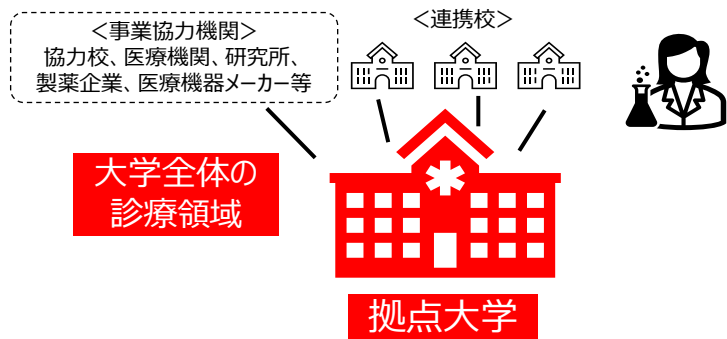 ＜事業協力機関＞
協力校、医療機関、研究所、
製薬企業、医療機器メーカー等
＜連携校＞
大学全体の
診療領域
拠点大学